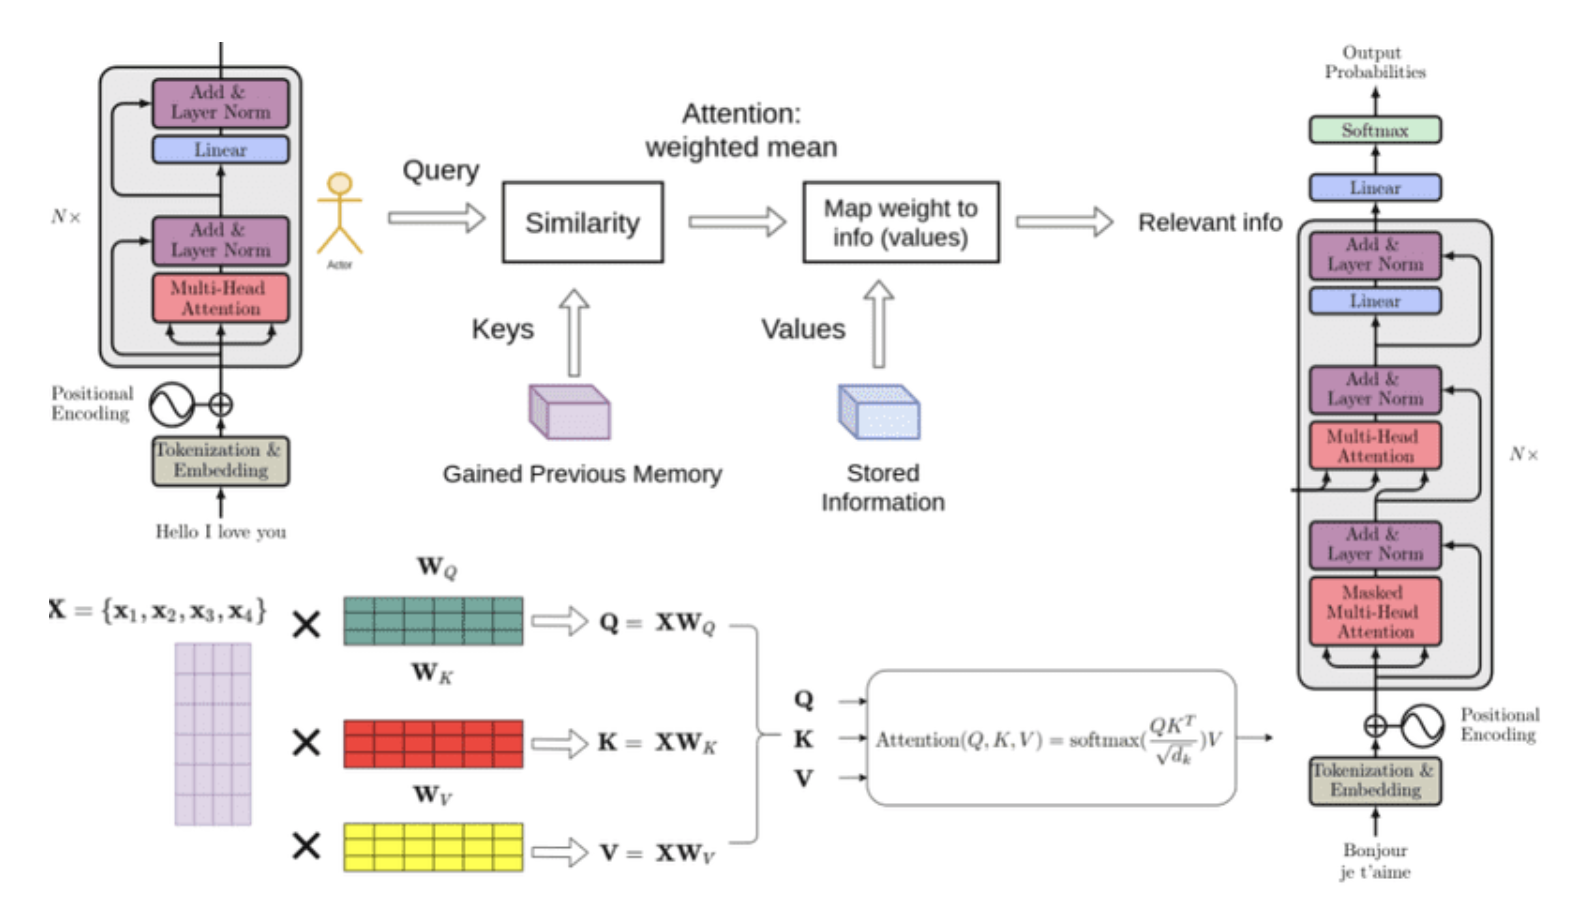 Add &
Layer Norm
Linear
N×
Add &
Layer Norm
Multi-Head
Attention
Positional
Encoding
Tokenization &
Embedding
Hello I love you
Actor
Query
Attention:
weighted mean
Similarity
Map weight to
info (values)
Relevant info
Keys
Values
Gained Previous Memory
Stored
Information
Output
Probabilities
Softmax
Linear
Add &
Layer Norm
Linear
Add &
Layer Norm
Multi-Head
Attention
N×
Add &
Layer Norm
Masked
Multi-Head
Attention
Positional
Encoding
Tokenization &
Embedding
Bonjour
je t'aime
X = {x₁, x₂, x₃, x₄}
W_Q
Q = XW_Q
W_K
K = XW_K
W_V
V = XW_V
Q
K
V
Attention(Q, K, V) = softmax(QK^T/√d_k)V